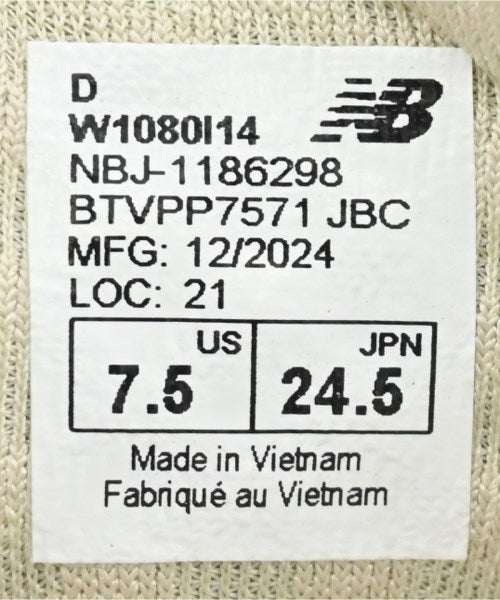 D
W1080I14
NB
NBJ-1186298
BTVPP7571 JBC
MFG: 12/2024
LOC: 21
US
7.5
JPN
24.5
Made in Vietnam
Fabriqué au Vietnam